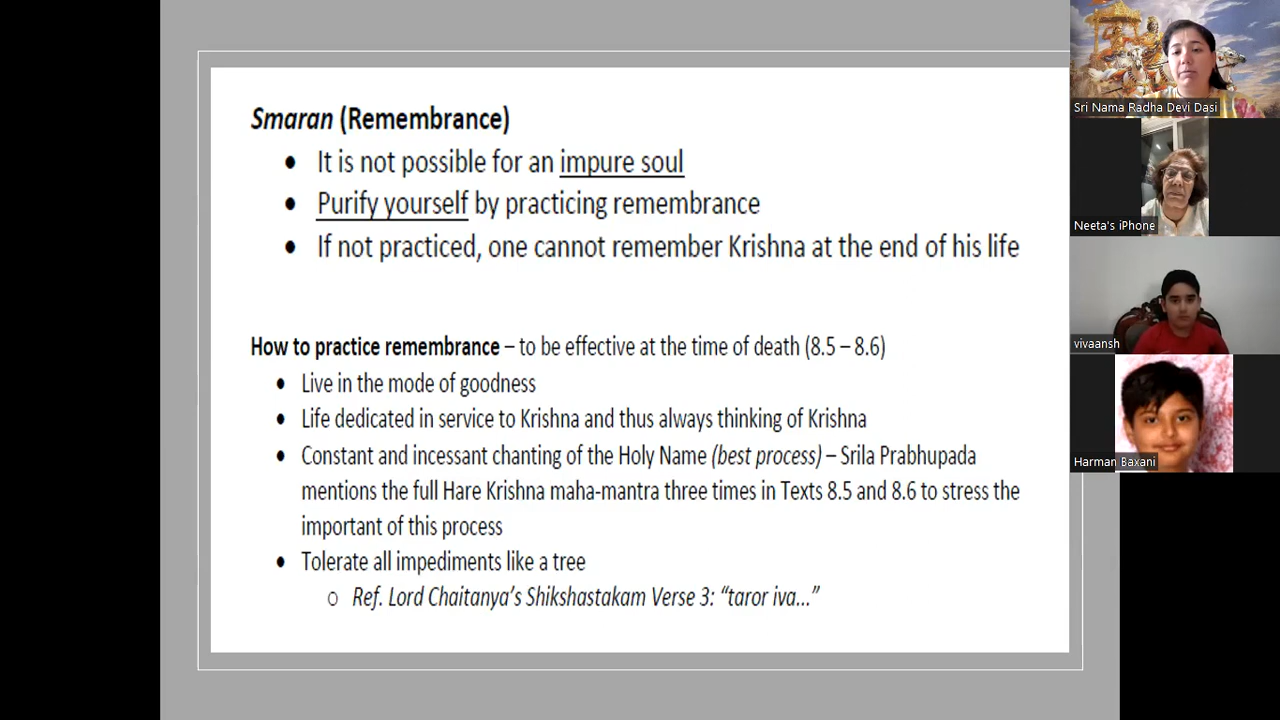 Smaran (Remembrance)
• It is not possible for an impure soul
• Purify yourself by practicing remembrance
• If not practiced, one cannot remember Krishna at the end of his life
How to practice remembrance – to be effective at the time of death (8.5 – 8.6)
• Live in the mode of goodness
• Life dedicated in service to Krishna and thus always thinking of Krishna
• Constant and incessant chanting of the Holy Name (best process) – Srila Prabhupada
mentions the full Hare Krishna maha-mantra three times in Texts 8.5 and 8.6 to stress the
important of this process
• Tolerate all impediments like a tree
o Ref. Lord Chaitanya's Shikshastakam Verse 3: “taror iva...”
Sri Nama Radha Devi Dasi
Neeta's iPhone
vivaansh
Harman Baxani